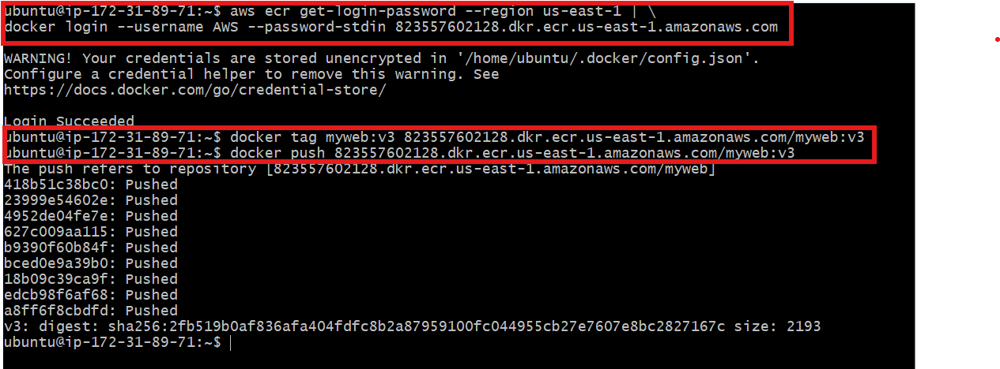 ubuntu@ip-172-31-89-71:~$ aws ecr get-login-password --region us-east-1 | \
docker login --username AWS --password-stdin 823557602128.dkr.ecr.us-east-1.amazonaws.com
WARNING! Your credentials are stored unencrypted in '/home/ubuntu/.docker/config.json'.
Configure a credential helper to remove this warning. See
https://docs.docker.com/go/credential-store/
Login Succeeded
ubuntu@ip-172-31-89-71:~$ docker tag myweb:v3 823557602128.dkr.ecr.us-east-1.amazonaws.com/myweb:v3
ubuntu@ip-172-31-89-71:~$ docker push 823557602128.dkr.ecr.us-east-1.amazonaws.com/myweb:v3
The push refers to repository [823557602128.dkr.ecr.us-east-1.amazonaws.com/myweb]
418b51c38bc0: Pushed
23999e54602e: Pushed
4952de04fe7e: Pushed
627c009aa115: Pushed
b9390f60b84f: Pushed
bced0e9a39b0: Pushed
18b09c39ca9f: Pushed
edcb98f6af68: Pushed
a8ff6f8cbdfd: Pushed
v3: digest: sha256:2fb519b0af836afa404fdfc8b2a87959100fc044955cb27e7607e8bc2827167c size: 2193
ubuntu@ip-172-31-89-71:~$